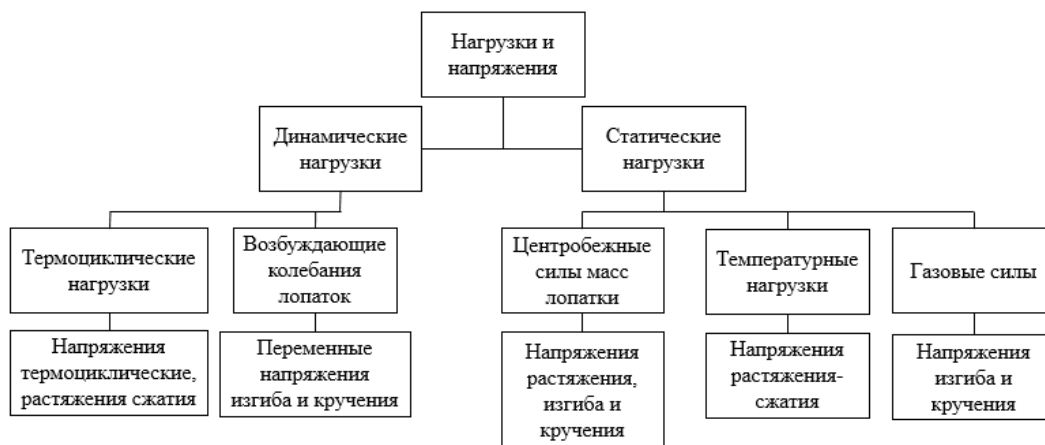 Нагрузки и
напряжения
Динамические
нагрузки
Статические
нагрузки
Термоциклические
нагрузки
Возбуждающие
колебания
лопаток
Центробежные
силы масс
лопатки
Температурные
нагрузки
Газовые силы
Напряжения
термоциклические,
растяжения сжатия
Переменные
напряжения
изгиба и кручения
Напряжения
растяжения,
изгиба и
кручения
Напряжения
растяжения-
сжатия
Напряжения
изгиба и
кручения